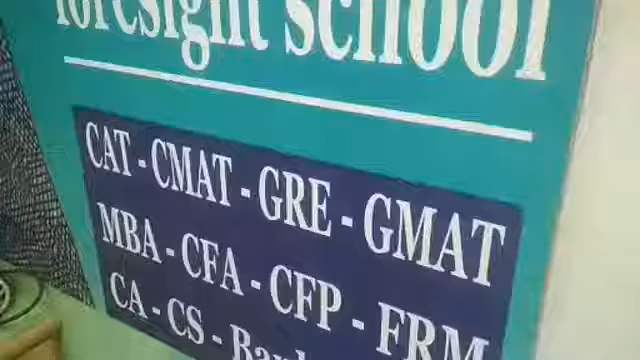 foresight school
CAT - CMAT - GRE - GMAT
MBA - CFA - CFP - FRM
CA - CS -